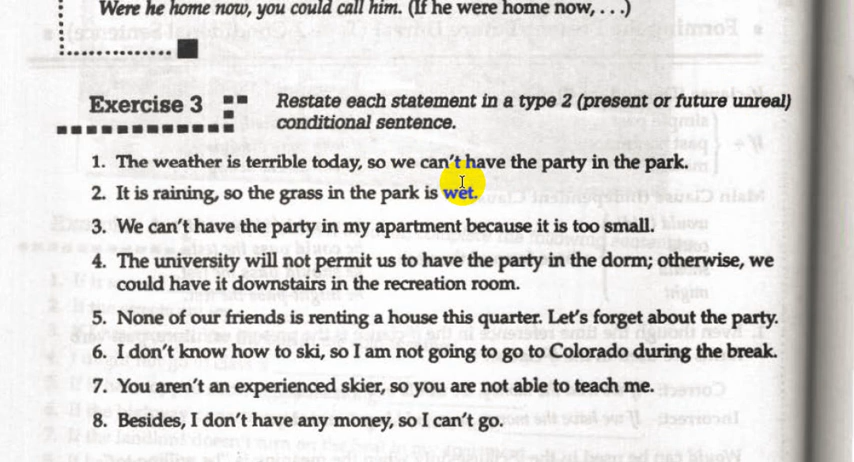 Were he home now, you could call him. (If he were home now, . . .)
Exercise 3
Restate each statement in a type 2 (present or future unreal)
conditional sentence.
1. The weather is terrible today, so we can't have the party in the park.
2. It is raining, so the grass in the park is wet.
3. We can't have the party in my apartment because it is too small.
4. The university will not permit us to have the party in the dorm; otherwise, we
could have it downstairs in the recreation room.
5. None of our friends is renting a house this quarter. Let's forget about the party.
6. I don't know how to ski, so I am not going to go to Colorado during the break.
7. You aren't an experienced skier, so you are not able to teach me.
8. Besides, I don't have any money, so I can't go.